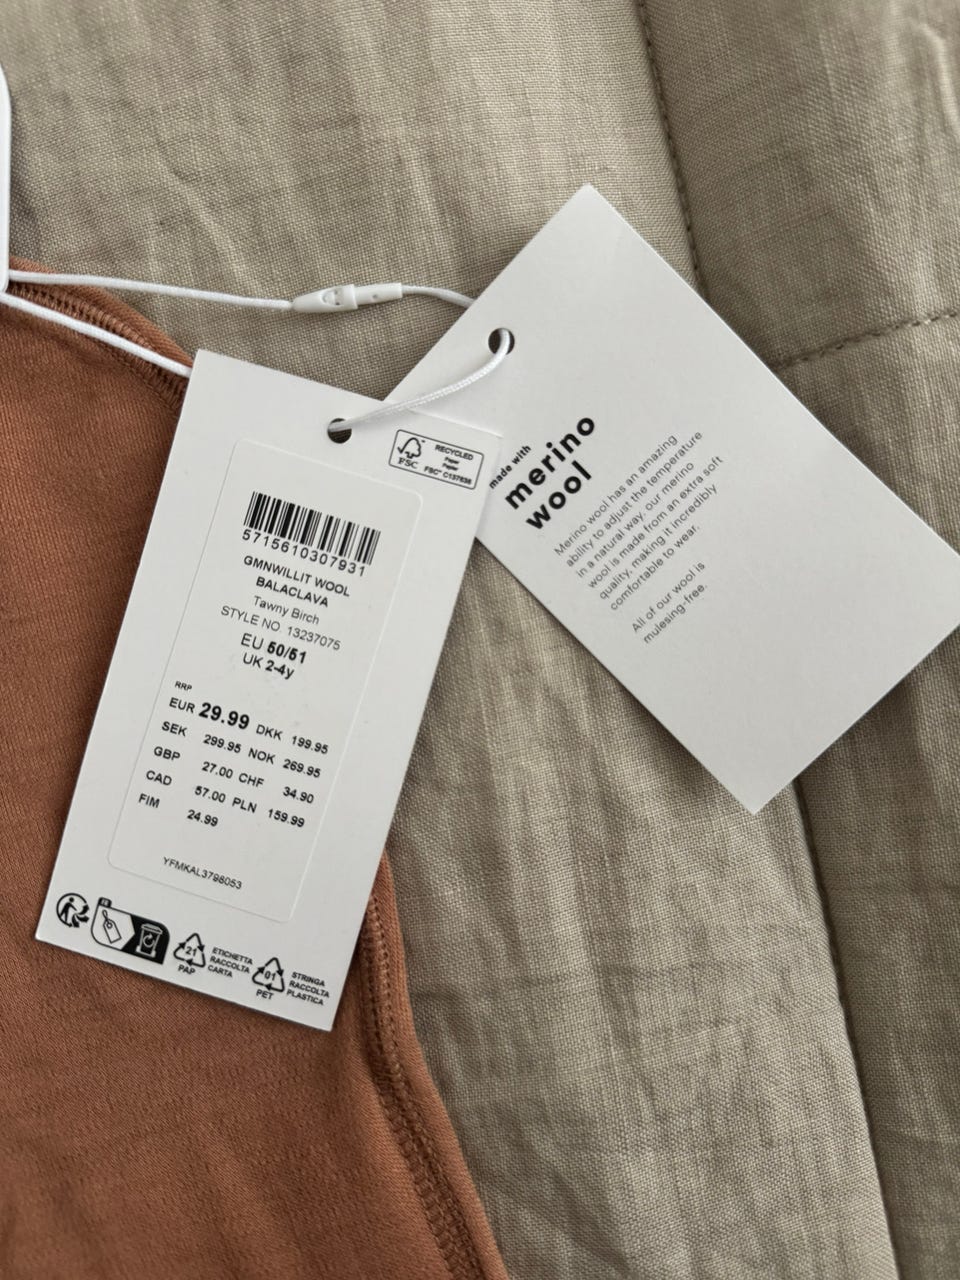 RECYCLED
Paper
Papier
FSC® C137636
FSC
5715610307931
GMNWILLIT WOOL
BALACLAVA
Tawny Birch
STYLE NO. 13237075
EU 50/51
UK 2-4y
RRP
EUR 29.99 DKK 199.95
SEK 299.95 NOK 269.95
GBP 27.00 CHF 34.90
CAD 57.00 PLN 159.99
FIM 24.99
YFMKAL3798053
FR
21
PAP
ETICHETTA
RACCOLTA
CARTA
01
PET
STRINGA
RACCOLTA
PLASTICA
made with
merino
wool
Merino wool has an amazing
ability to adjust the temperature
in a natural way. our merino
wool is made from an extra soft
quality, making it incredibly
comfortable to wear.
All of our wool is
mulesing-free.